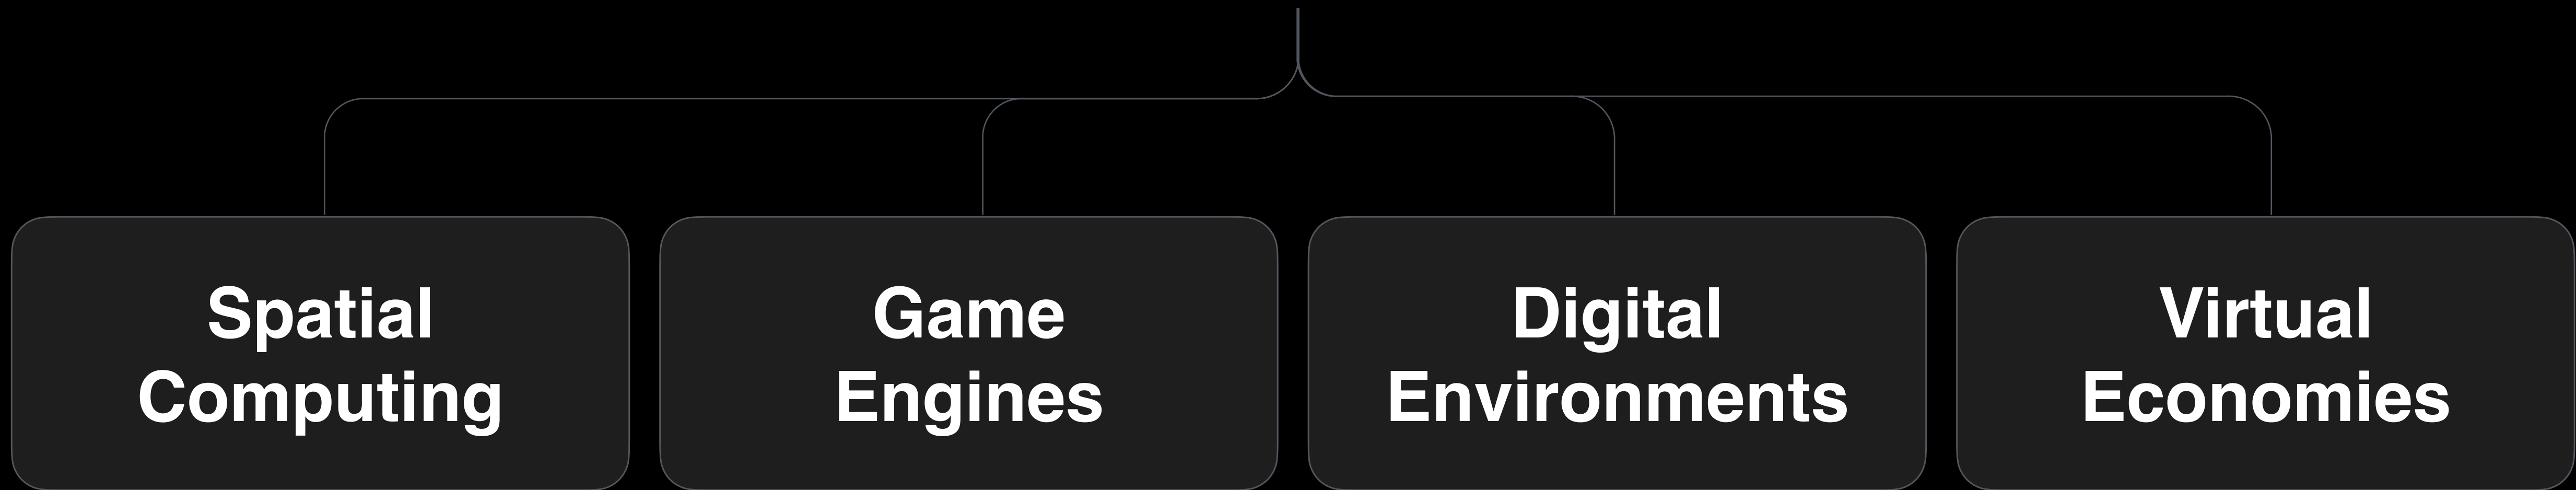 Spatial
Computing
Game
Engines
Digital
Environments
Virtual
Economies